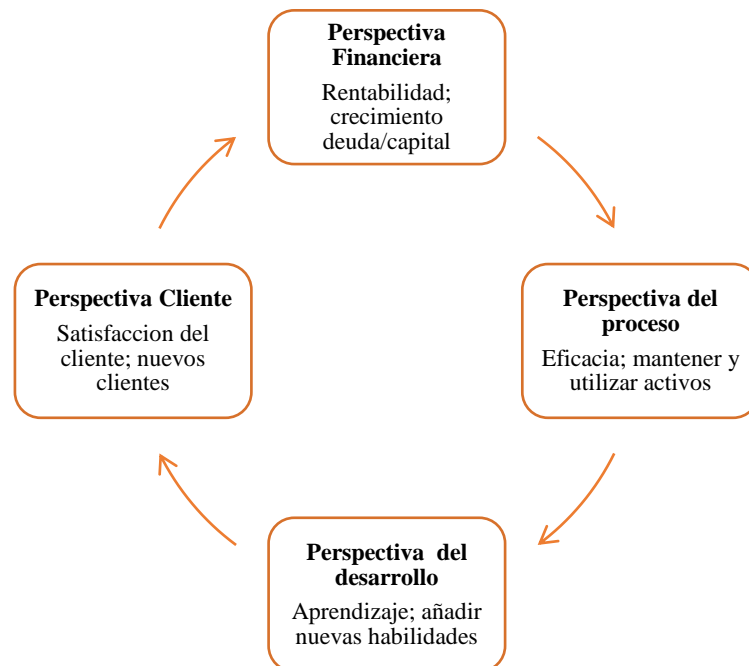 Perspectiva
Financiera
Rentabilidad;
crecimiento
deuda/capital
Perspectiva Cliente
Satisfaccion del
cliente; nuevos
clientes
Perspectiva del
proceso
Eficacia; mantener y
utilizar activos
Perspectiva  del
desarrollo
Aprendizaje; añadir
nuevas habilidades